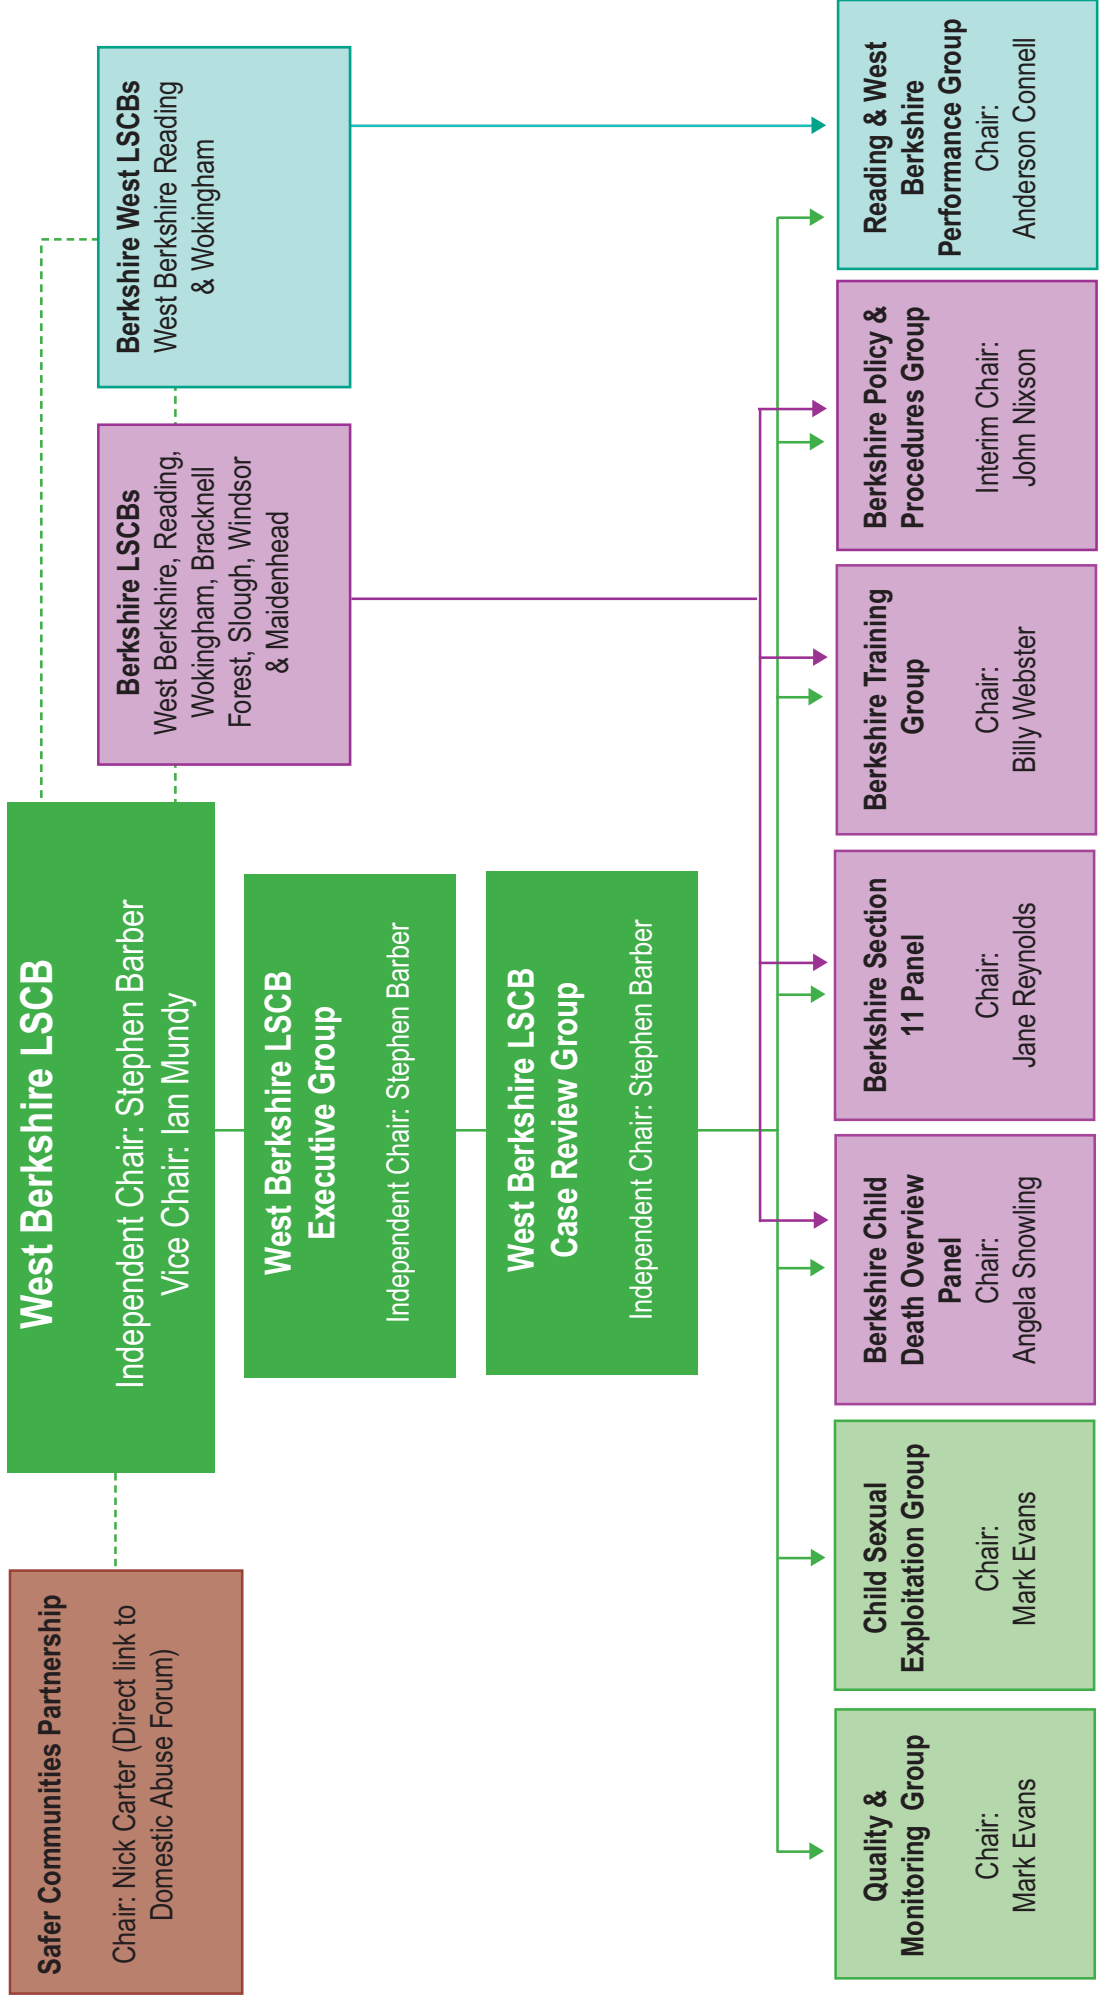 Safer Communities Partnership
Chair: Nick Carter (Direct link to
Domestic Abuse Forum)
West Berkshire LSCB
Independent Chair: Stephen Barber
Vice Chair: Ian Mundy
Berkshire LSCBs
West Berkshire, Reading,
Wokingham, Bracknell
Forest, Slough, Windsor
& Maidenhead
Berkshire West LSCBs
West Berkshire Reading
& Wokingham
West Berkshire LSCB
Executive Group
Independent Chair: Stephen Barber
West Berkshire LSCB
Case Review Group
Independent Chair: Stephen Barber
Quality &
Monitoring Group
Chair:
Mark Evans
Child Sexual
Exploitation Group
Chair:
Mark Evans
Berkshire Child
Death Overview
Panel
Chair:
Angela Snowling
Berkshire Section
11 Panel
Chair:
Jane Reynolds
Berkshire Training
Group
Chair:
Billy Webster
Berkshire Policy &
Procedures Group
Interim Chair:
John Nixson
Reading & West
Berkshire
Performance Group
Chair:
Anderson Connell